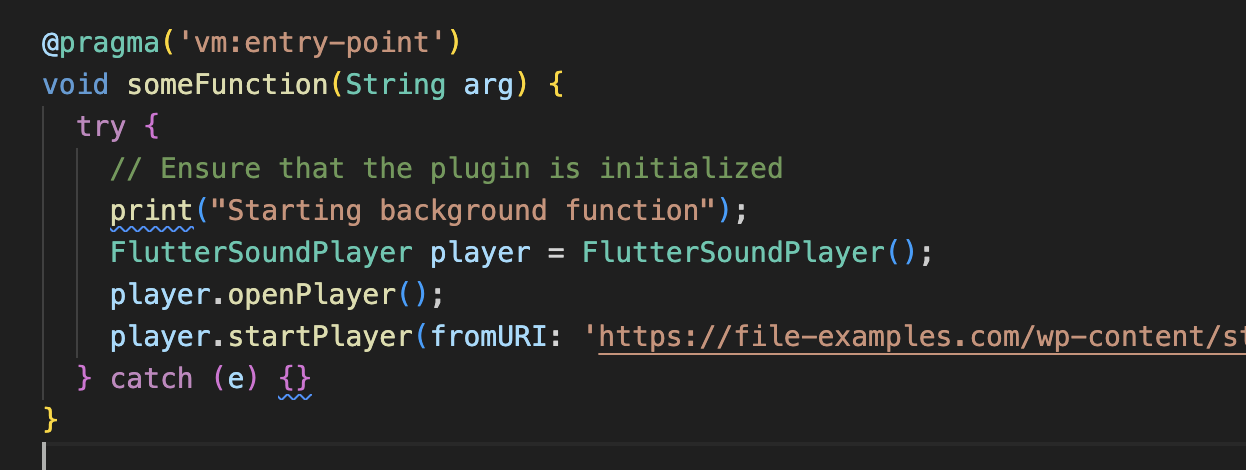 @pragma('vm:entry-point')
void someFunction(String arg) {
try {
// Ensure that the plugin is initialized
print("Starting background function");
FlutterSoundPlayer player = FlutterSoundPlayer();
player.openPlayer();
player.startPlayer(fromURI: 'https://file-examples.com/wp-content/st
} catch (e) {}
}